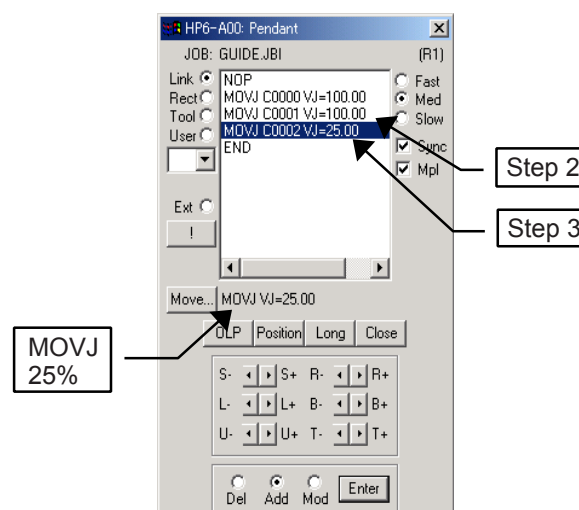 HP6-A00: Pendant
JOB: GUIDE.JBI (R1)
Link NOP Fast
Rect MOVJ C0000 VJ=100.00 Med
Tool MOVJ C0001 VJ=100.00 Slow
User MOVJ C0002 VJ=25.00 Sync
END Mpl
Step 2
Ext
Step 3
!
Move... MOVJ VJ=25.00
OLP Position Long Close
MOVJ
25%
S- S+ R- R+
L- L+ B- B+
U- U+ T- T+
Del Add Mod Enter